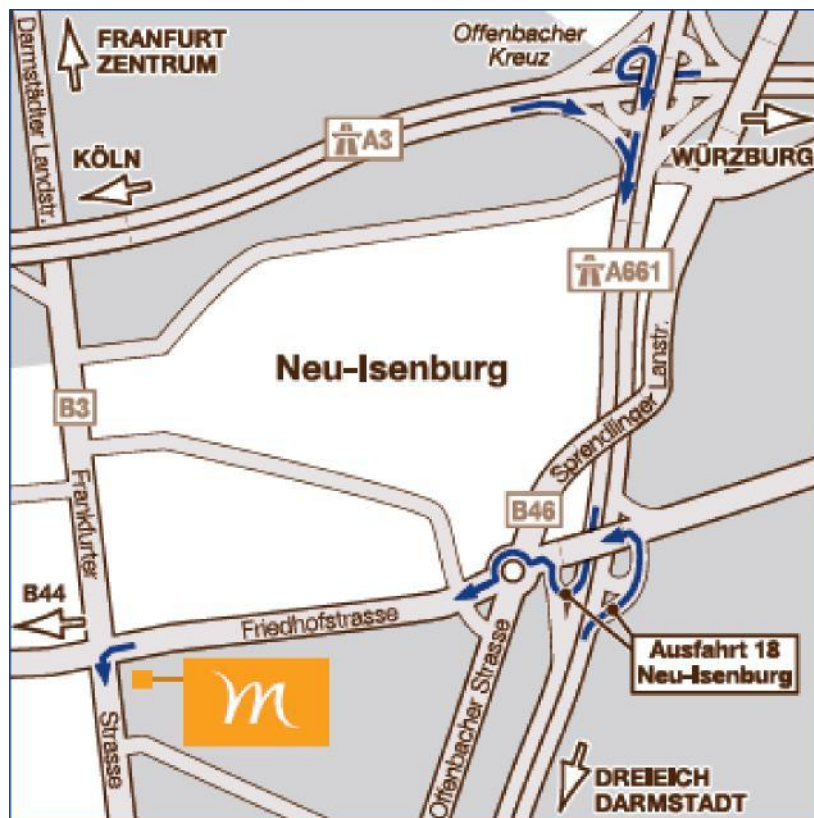 FRANFURT
ZENTRUM
Offenbacher
Kreuz
Darmstädter Landstr.
A3
KÖLN
WÜRZBURG
A661
Neu-Isenburg
Sprendlinger Lanstr.
B3
B46
Frankfurter
B44
Friedhofstrasse
Ausfahrt 18
Neu-Isenburg
m
Strasse
Offenbacher Strasse
DREIEICH
DARMSTADT